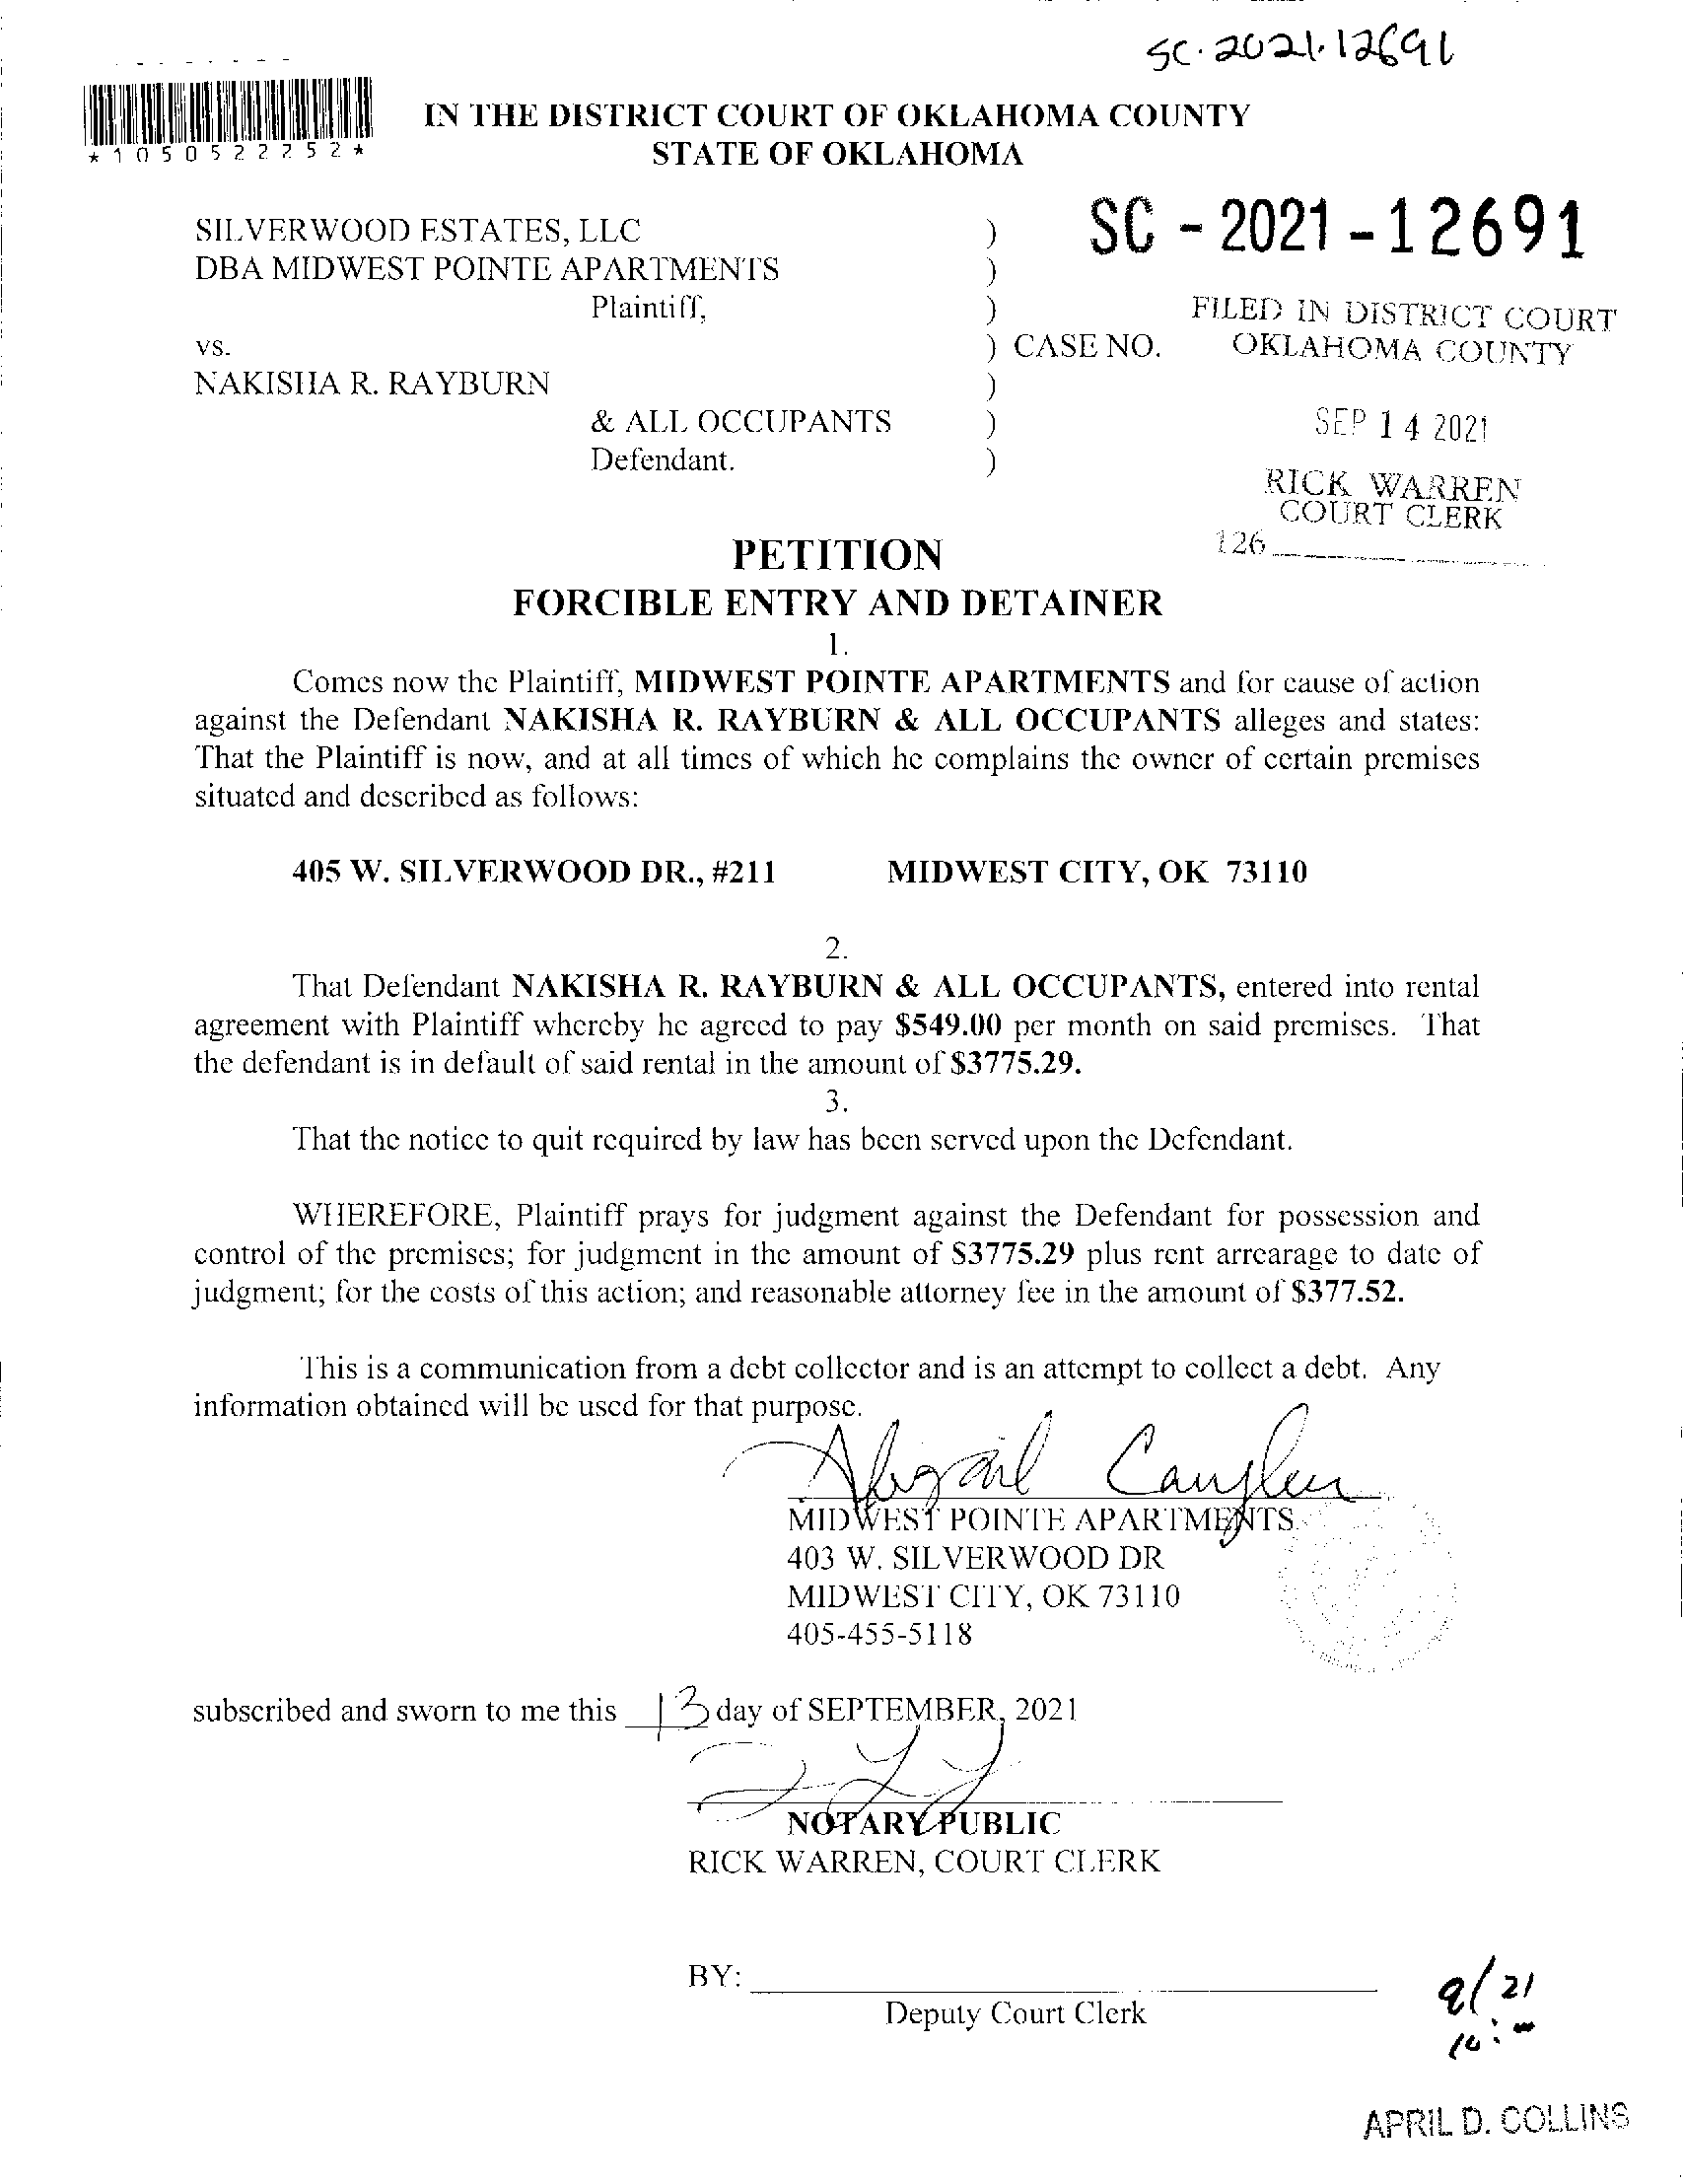 SC-2021-12691
*1050522252*
IN THE DISTRICT COURT OF OKLAHOMA COUNTY
STATE OF OKLAHOMA
SC - 2021 - 12691
SILVERWOOD ESTATES, LLC )
DBA MIDWEST POINTE APARTMENTS )
Plaintiff, )
FILED IN DISTRICT COURT
OKLAHOMA COUNTY
vs. ) CASE NO.
NAKISHA R. RAYBURN )
& ALL OCCUPANTS )
SEP 14 2021
Defendant. )
RICK WARREN
COURT CLERK
126
PETITION
FORCIBLE ENTRY AND DETAINER
1.
Comes now the Plaintiff, MIDWEST POINTE APARTMENTS and for cause of action
against the Defendant NAKISHA R. RAYBURN & ALL OCCUPANTS alleges and states:
That the Plaintiff is now, and at all times of which he complains the owner of certain premises
situated and described as follows:
405 W. SILVERWOOD DR., #211 MIDWEST CITY, OK 73110
2.
That Defendant NAKISHA R. RAYBURN & ALL OCCUPANTS, entered into rental
agreement with Plaintiff whereby he agreed to pay $549.00 per month on said premises. That
the defendant is in default of said rental in the amount of $3775.29.
3.
That the notice to quit required by law has been served upon the Defendant.
WHEREFORE, Plaintiff prays for judgment against the Defendant for possession and
control of the premises; for judgment in the amount of $3775.29 plus rent arrearage to date of
judgment; for the costs of this action; and reasonable attorney fee in the amount of $377.52.
This is a communication from a debt collector and is an attempt to collect a debt. Any
information obtained will be used for that purpose.
Abigail
MIDWEST POINTE APARTMENTS
403 W. SILVERWOOD DR
MIDWEST CITY, OK 73110
405-455-5118
subscribed and sworn to me this 13 day of SEPTEMBER, 2021
NOTARY PUBLIC
RICK WARREN, COURT CLERK
BY:
Deputy Court Clerk
9/21
10:-
APRIL D. COLLINS